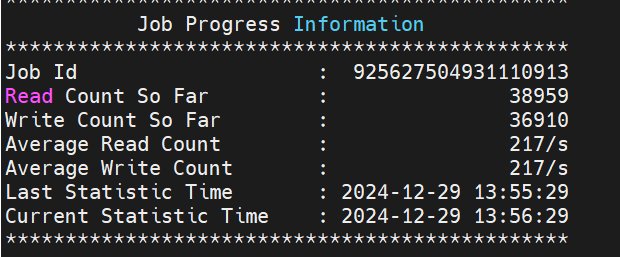 ***********************************************
Job Progress Information
***********************************************
Job Id                    :  925627504931110913
Read Count So Far         :               38959
Write Count So Far        :               36910
Average Read Count        :               217/s
Average Write Count       :               217/s
Last Statistic Time       : 2024-12-29 13:55:29
Current Statistic Time    : 2024-12-29 13:56:29
***********************************************